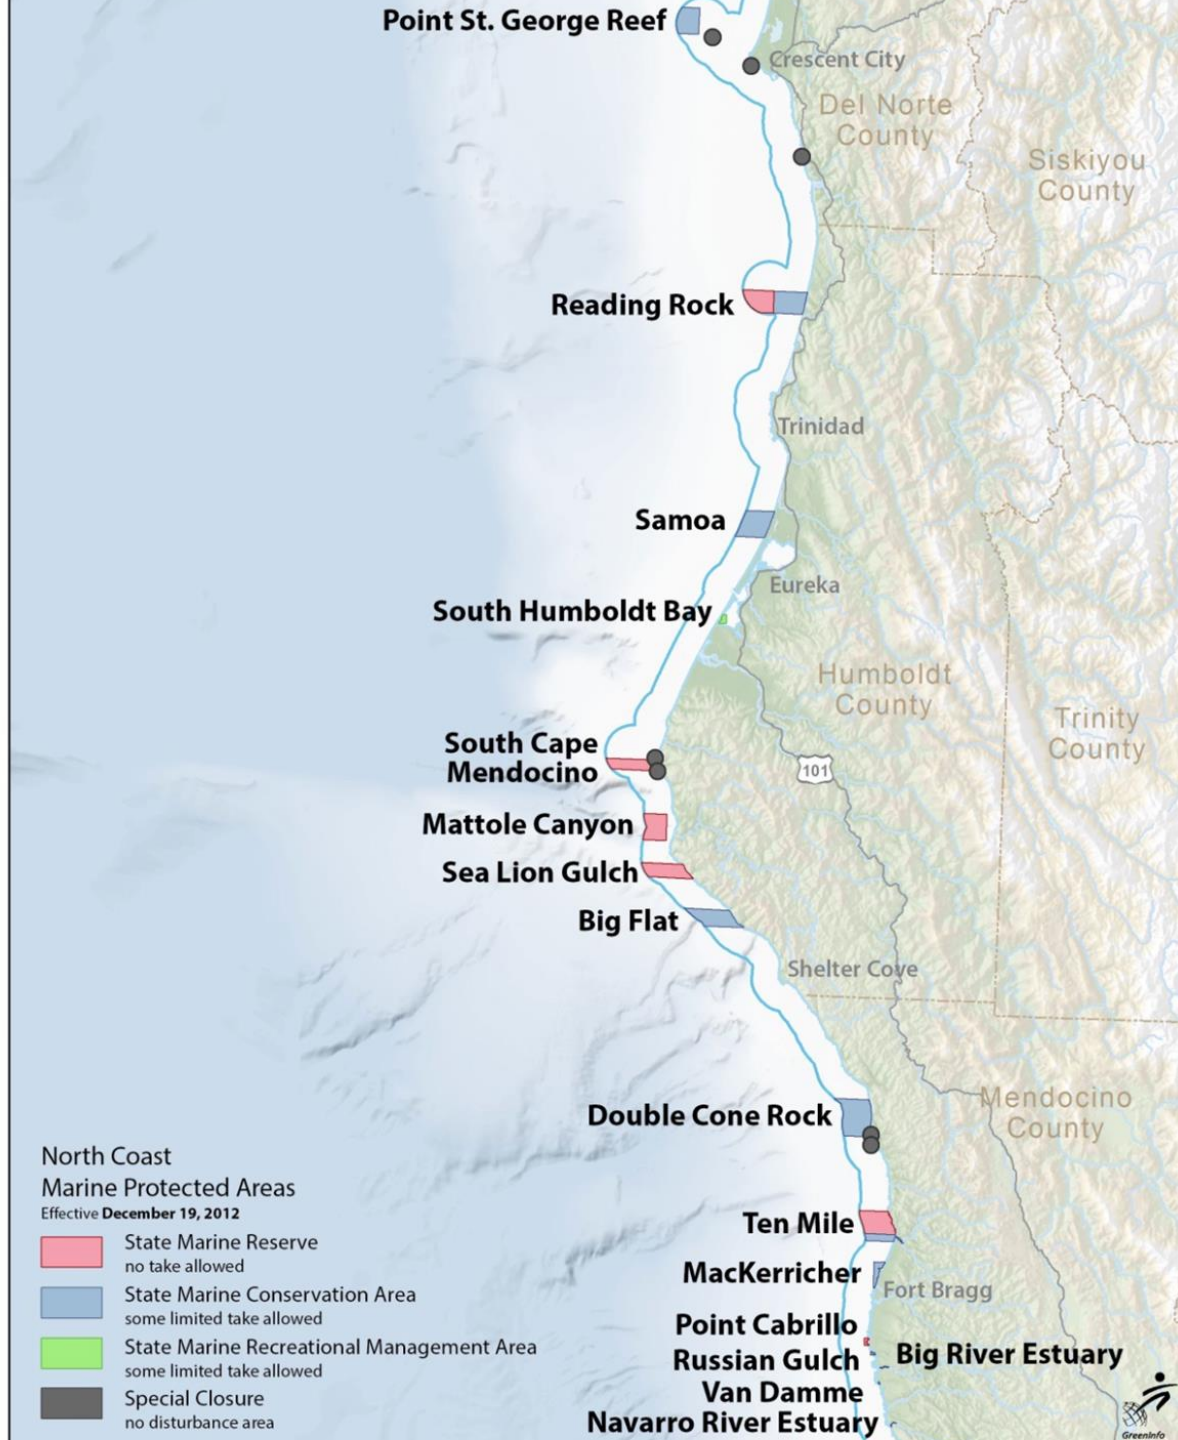 Point St. George Reef
Crescent City
Del Norte
County
Siskiyou
County
Reading Rock
Trinidad
Samoa
Eureka
South Humboldt Bay
Humboldt
County
Trinity
County
South Cape
Mendocino
101
Mattole Canyon
Sea Lion Gulch
Big Flat
Shelter Cove
Mendocino
County
Double Cone Rock
Ten Mile
MacKerricher
Fort Bragg
Point Cabrillo
Russian Gulch
Big River Estuary
Van Damme
Navarro River Estuary
North Coast
Marine Protected Areas
Effective December 19, 2012
State Marine Reserve
no take allowed
State Marine Conservation Area
some limited take allowed
State Marine Recreational Management Area
some limited take allowed
Special Closure
no disturbance area
GreenInfo